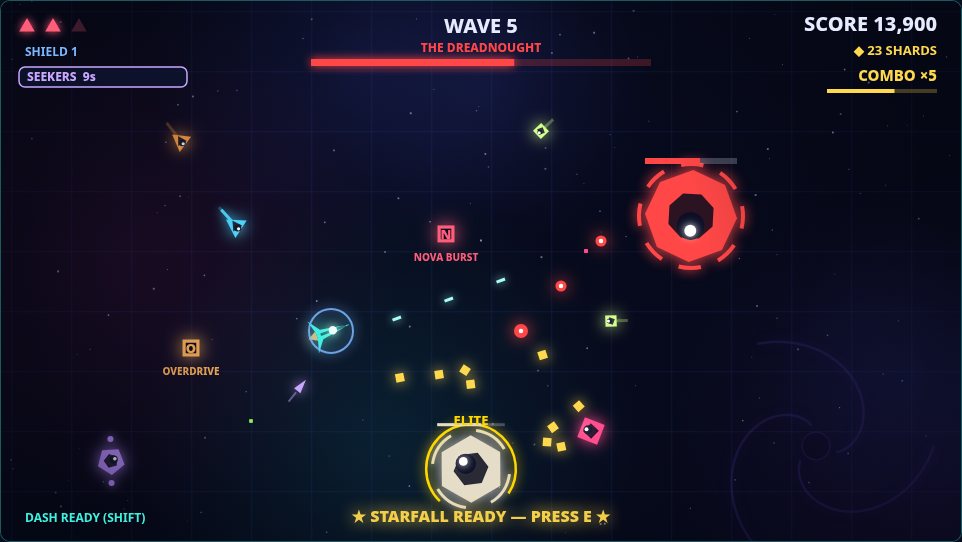 WAVE 5
SCORE 13,900
THE DREADNOUGHT
SHIELD 1
◆ 23 SHARDS
SEEKERS 9s
COMBO ×5
N
NOVA BURST
O
OVERDRIVE
ELITE
★ STARFALL READY — PRESS E ★
DASH READY (SHIFT)